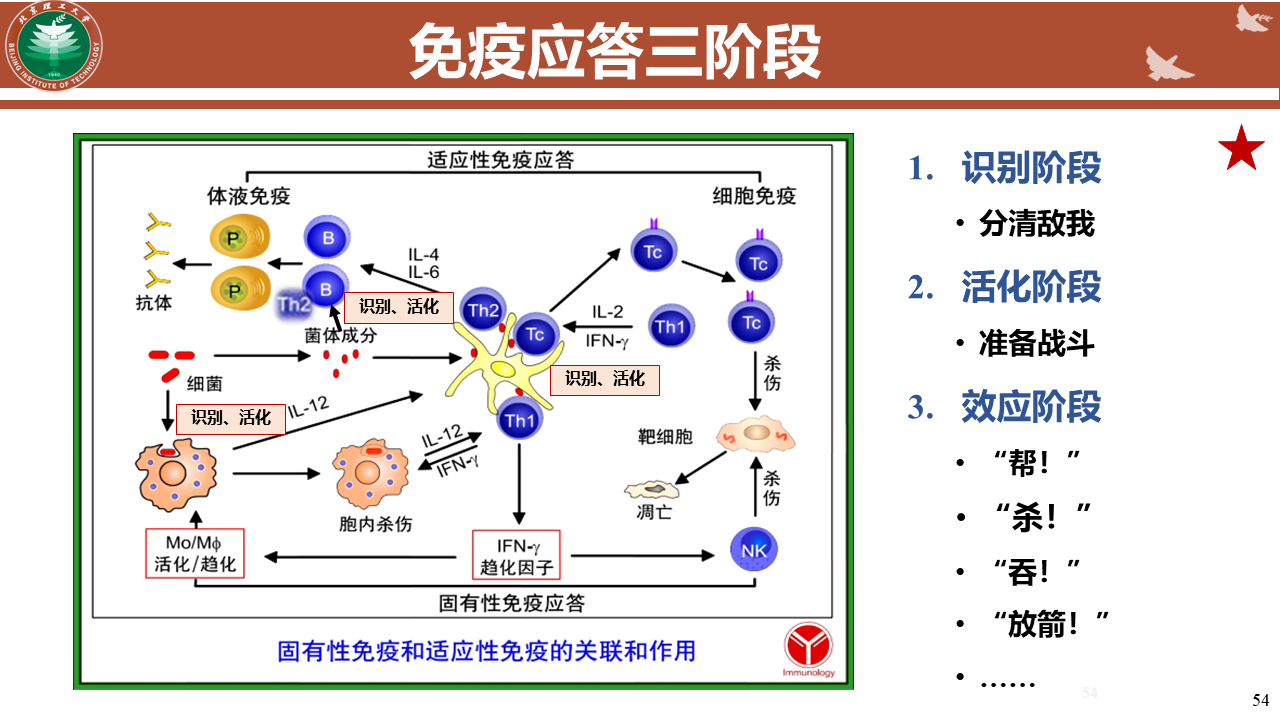 北京理工大学
BEIJING INSTITUTE OF TECHNOLOGY
1940
免疫应答三阶段
适应性免疫应答
体液免疫
细胞免疫
P
B
Tc
Tc
IL-4
IL-6
抗体
P
Th2
B
识别、活化
Th2
Tc
IL-2
IFN-γ
Th1
Tc
菌体成分
细菌
识别、活化
杀伤
识别、活化
IL-12
Th1
IL-12
IFN-γ
靶细胞
杀伤
胞内杀伤
凋亡
Mo/Mϕ
活化/趋化
IFN-γ
趋化因子
NK
固有性免疫应答
固有性免疫和适应性免疫的关联和作用
Immunology
1. 识别阶段
• 分清敌我
2. 活化阶段
• 准备战斗
3. 效应阶段
• “帮！”
• “杀！”
• “吞！”
• “放箭！”
• ……
54
54